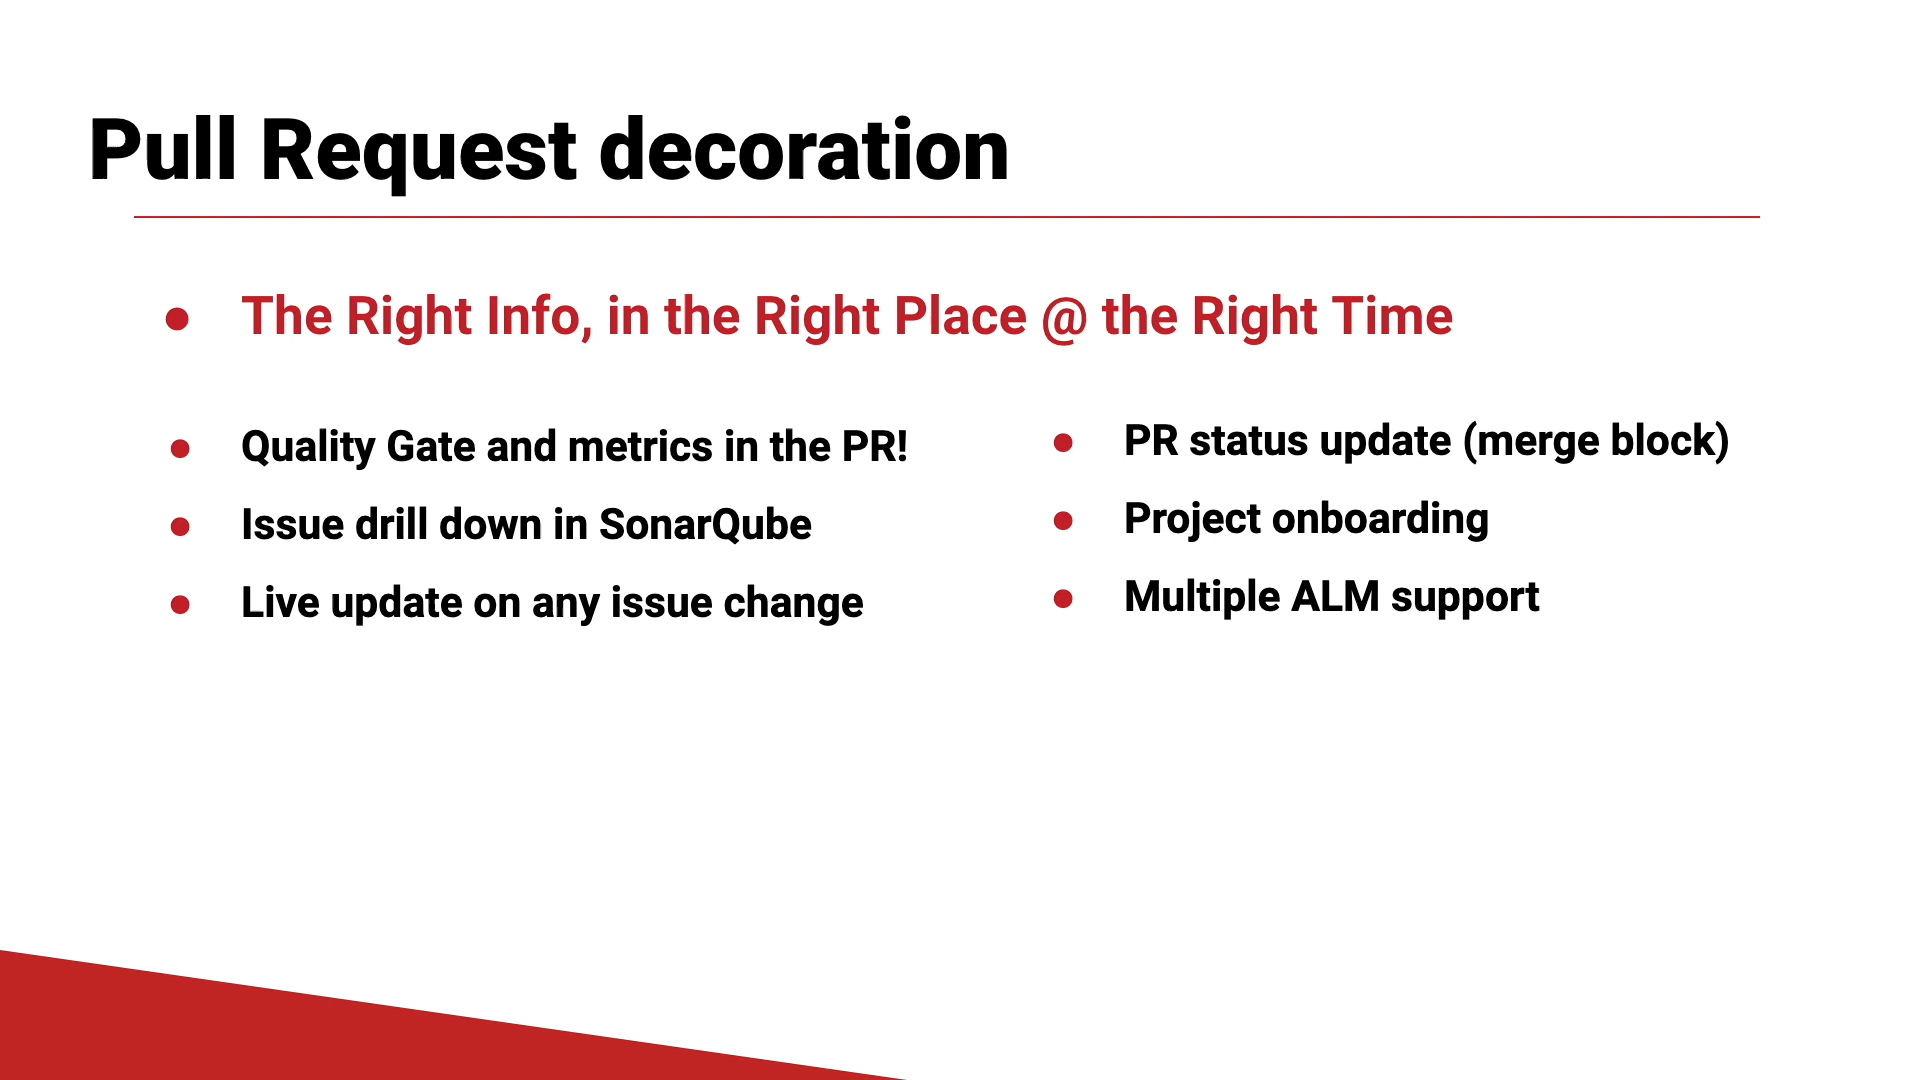 Pull Request decoration
● The Right Info, in the Right Place @ the Right Time
● Quality Gate and metrics in the PR!
● Issue drill down in SonarQube
● Live update on any issue change
● PR status update (merge block)
● Project onboarding
● Multiple ALM support